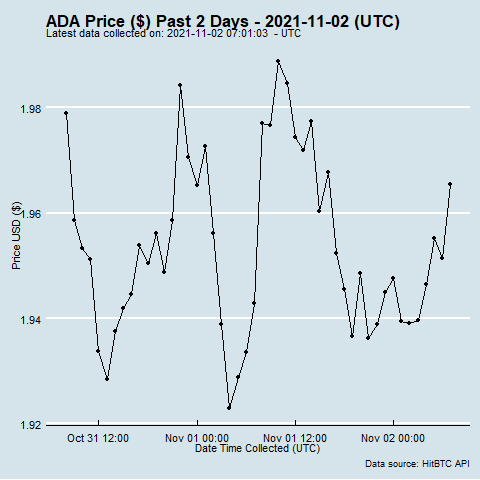 ADA Price ($) Past 2 Days - 2021-11-02 (UTC)
Latest data collected on: 2021-11-02 07:01:03 - UTC
1.98
1.96
1.94
1.92
Price USD ($)
Oct 31 12:00 Nov 01 00:00 Nov 01 12:00 Nov 02 00:00
Date Time Collected (UTC)
Data source: HitBTC API